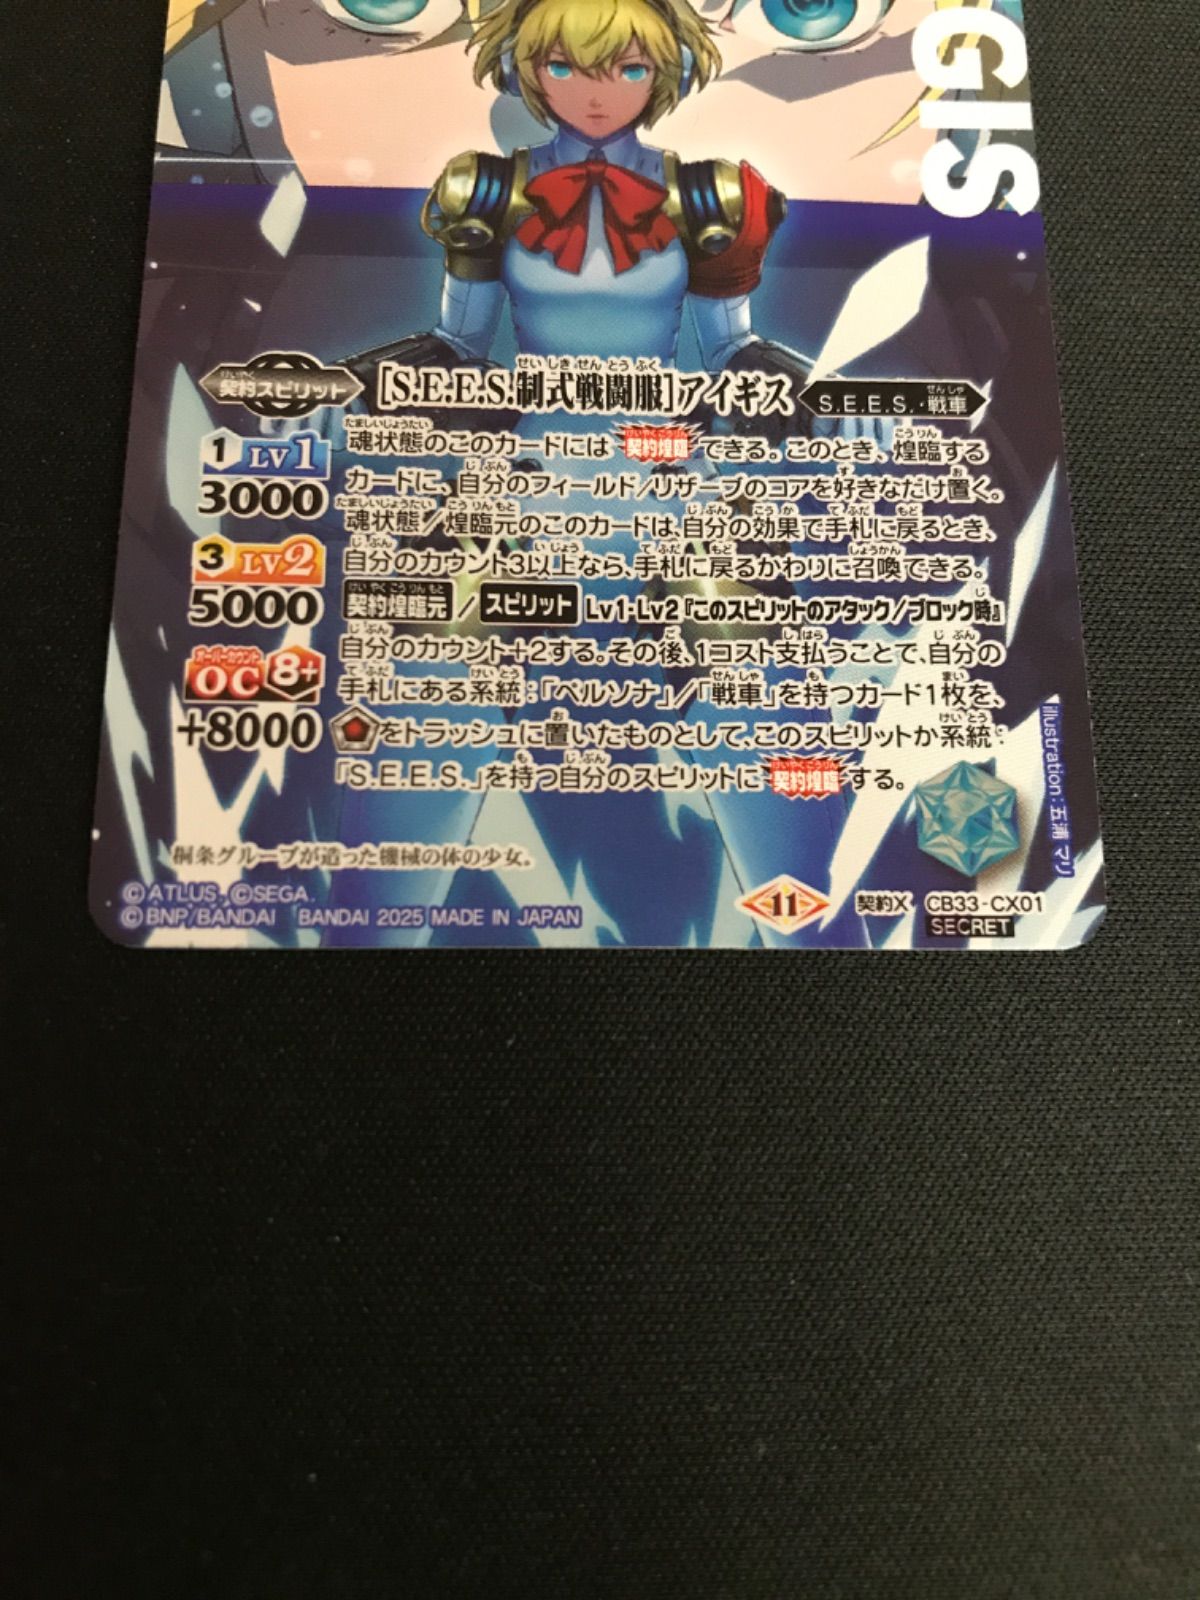 GIS
契約スピリット
[S.E.E.S.制式戦闘服]アイギス
S.E.E.S.・戦車
1 LV1
3000
3 LV2
5000
オーバーカウント
OC 8+
+8000
魂状態のこのカードには契約煌臨できる。このとき、煌臨する
カードに、自分のフィールド/リザーブのコアを好きなだけ置く。
魂状態/煌臨元のこのカードは、自分の効果で手札に戻るとき、
自分のカウント3以上なら、手札に戻るかわりに召喚できる。
契約煌臨元/スピリット Lv1・Lv2『このスピリットのアタック/ブロック時』
自分のカウント+2する。その後、1コスト支払うことで、自分の
手札にある系統:「ペルソナ」/「戦車」を持つカード1枚を、
をトラッシュに置いたものとして、このスピリットか系統:
「S.E.E.S.」を持つ自分のスピリットに契約煌臨する。
桐条グループが造った機械の体の少女。
©ATLUS. ©SEGA.
©BNP/BANDAI BANDAI 2025 MADE IN JAPAN
11
契約X CB33-CX01
SECRET
illustration:五浦 マリ